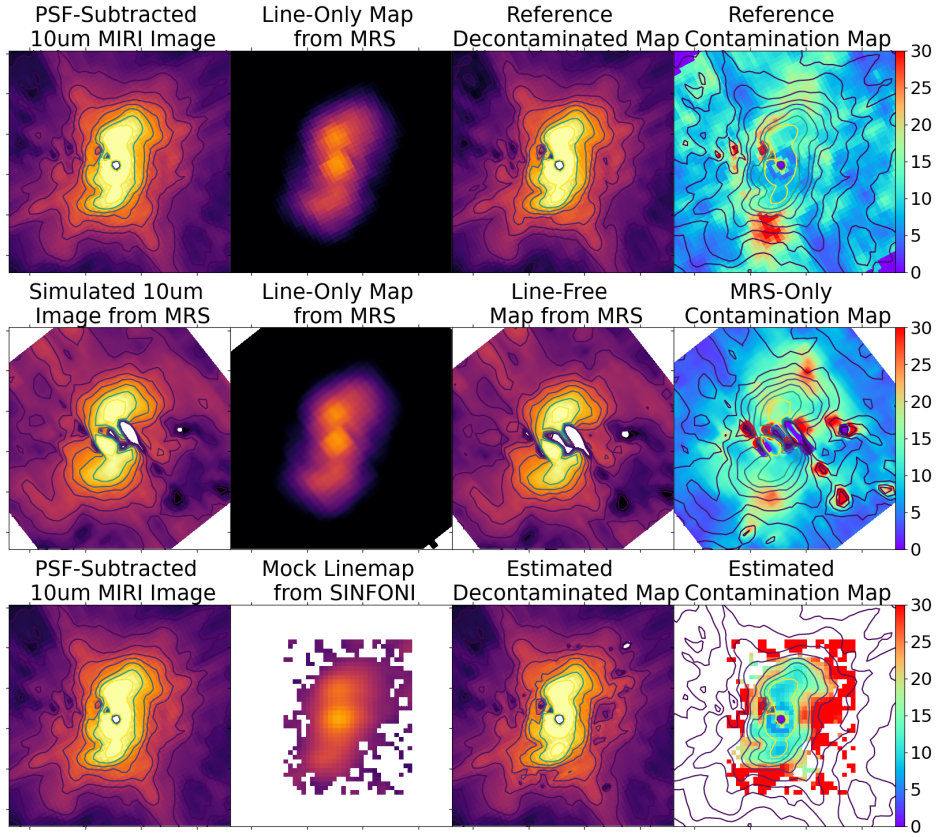 PSF-Subtracted
10um MIRI Image
Line-Only Map
from MRS
Reference
Decontaminated Map
Reference
Contamination Map
30
25
20
15
10
5
0
Simulated 10um
Image from MRS
Line-Only Map
from MRS
Line-Free
Map from MRS
MRS-Only
Contamination Map
30
25
20
15
10
5
0
PSF-Subtracted
10um MIRI Image
Mock Linemap
from SINFONI
Estimated
Decontaminated Map
Estimated
Contamination Map
30
25
20
15
10
5
0